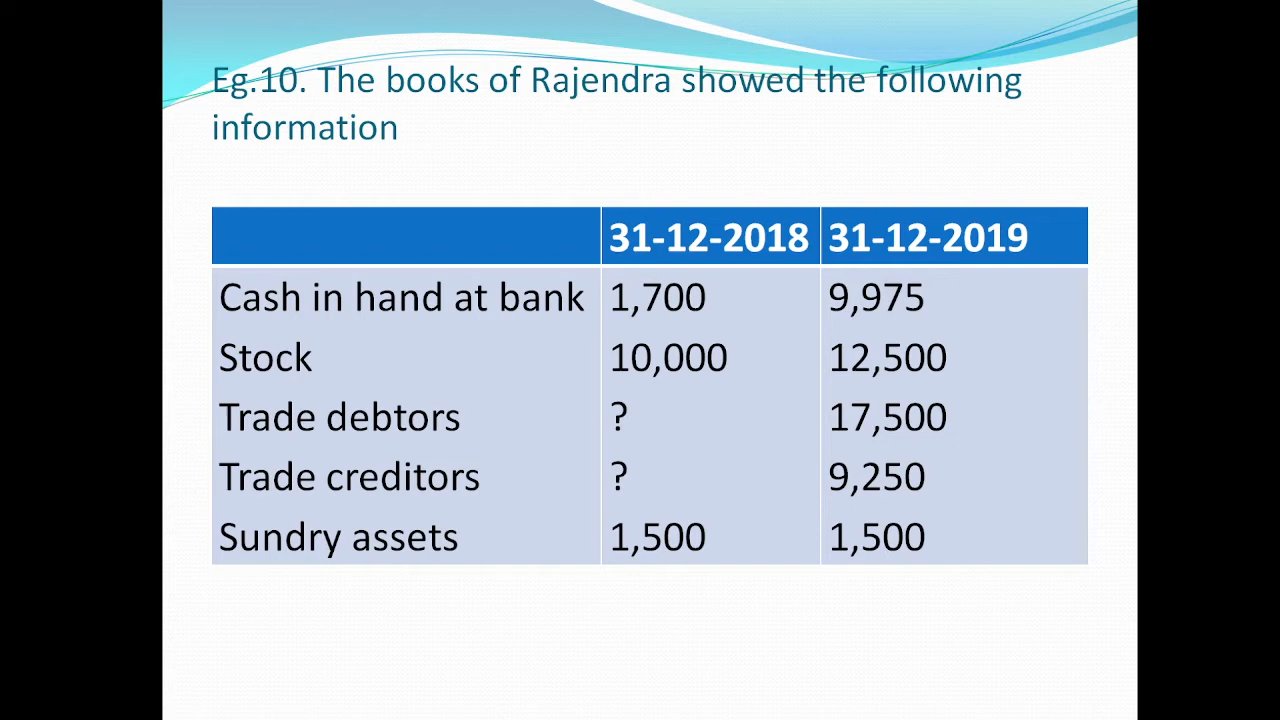 Eg.10. The books of Rajendra showed the following
information
31-12-2018 31-12-2019
Cash in hand at bank 1,700 9,975
Stock 10,000 12,500
Trade debtors ? 17,500
Trade creditors ? 9,250
Sundry assets 1,500 1,500